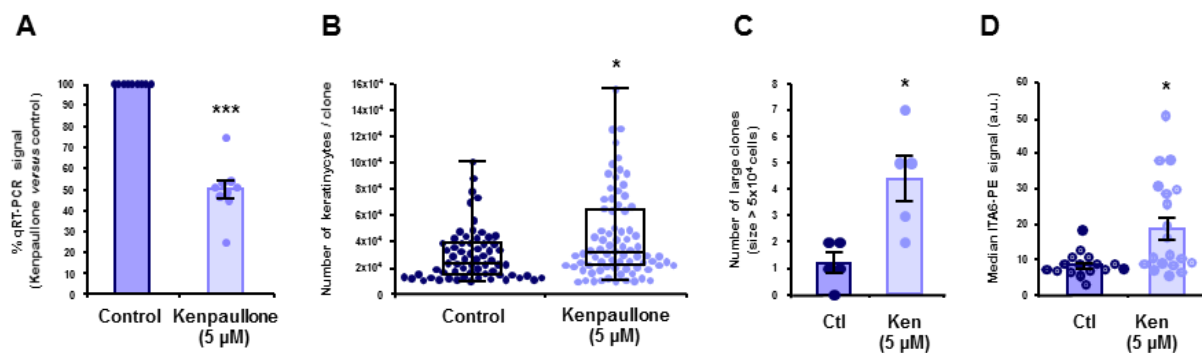 A
B
C
D
% qRT-PCR signal
(Kenpaullone versus control)
100
90
80
70
60
50
40
30
20
10
0
***
Control
Kenpaullone
(5 µM)
Number of keratinocytes / clone
16x10⁴
14x10⁴
12x10⁴
10x10⁴
8x10⁴
6x10⁴
4x10⁴
2x10⁴
0
*
Control
Kenpaullone
(5 µM)
Number of large clones
(size > 5x10⁴ cells)
8
7
6
5
4
3
2
1
0
*
Ctl
Ken
(5 µM)
Median ITA6-PE signal (a.u.)
60
50
40
30
20
10
0
*
Ctl
Ken
(5 µM)